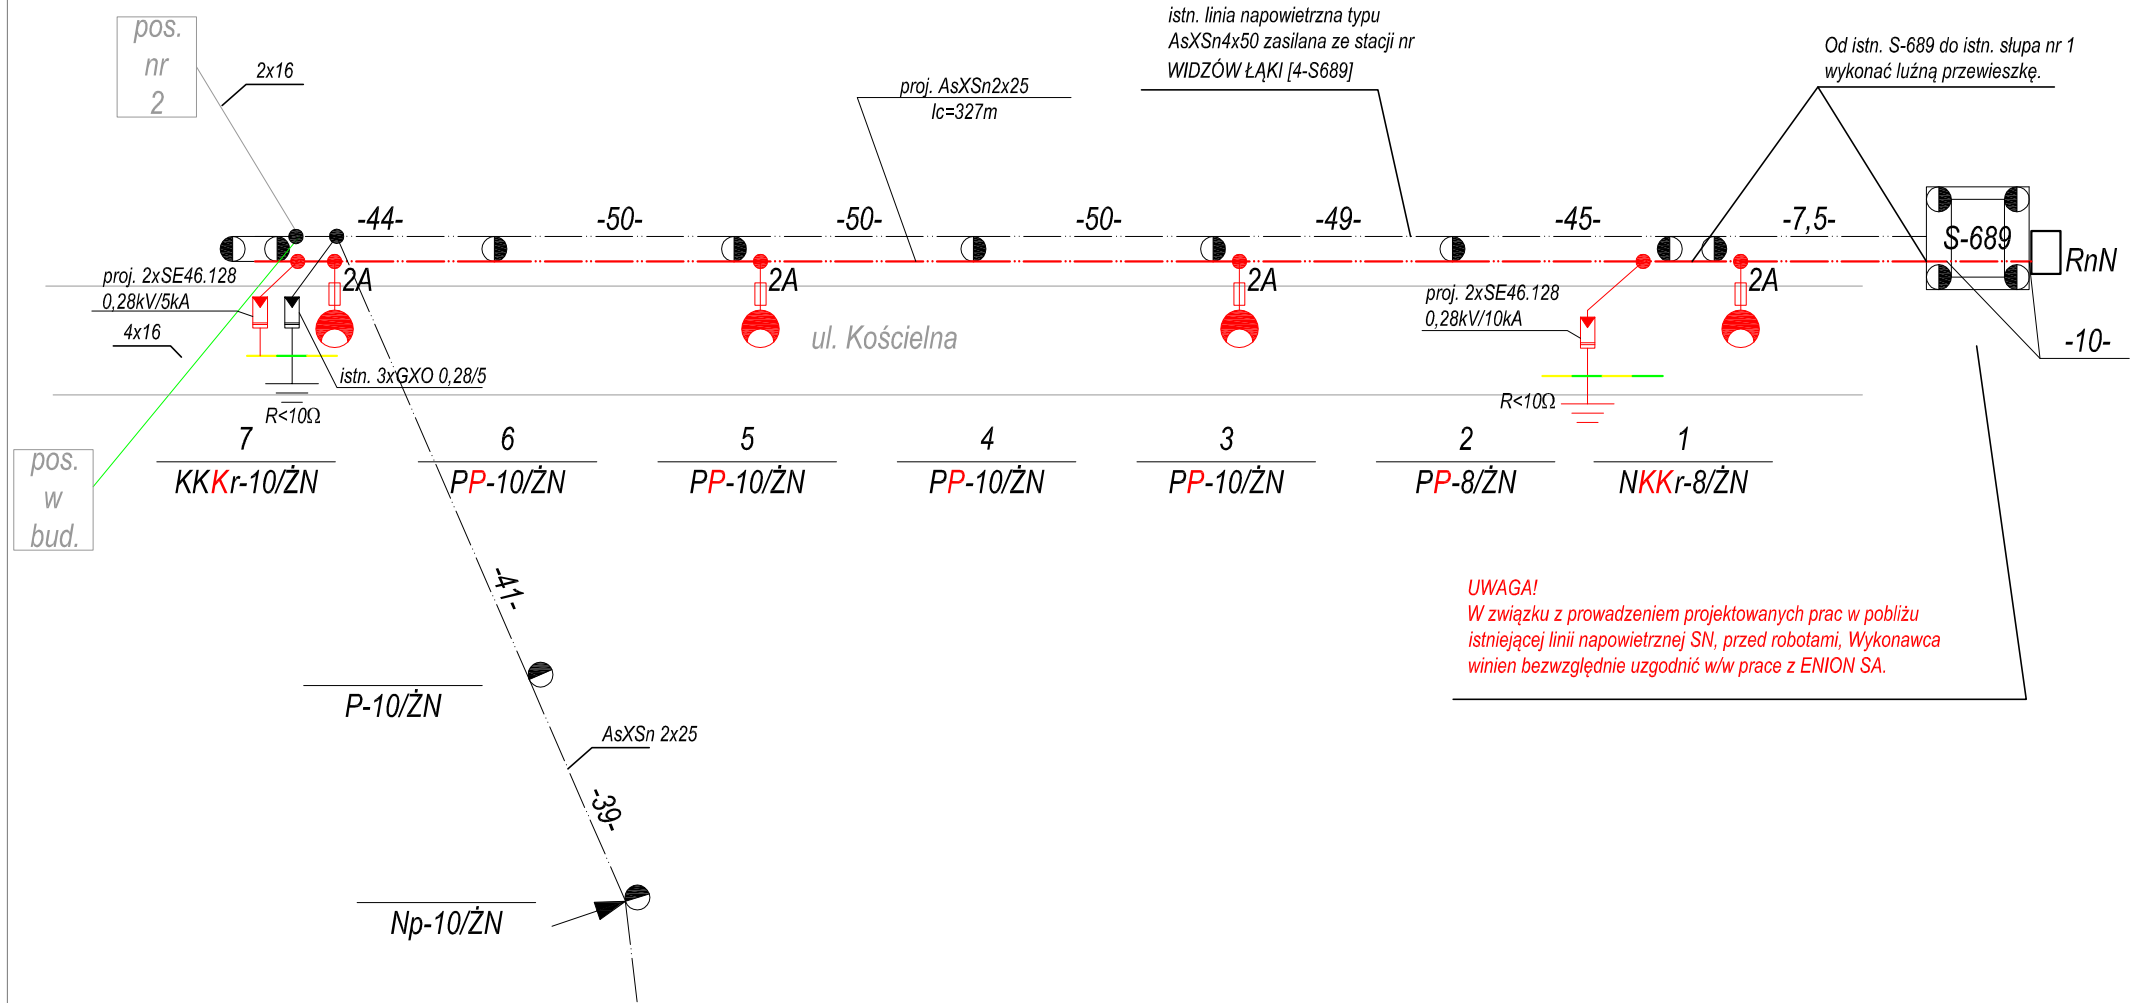 pos.
nr
2
2x16
proj. AsXSn2x25
lc=327m
istn. linia napowietrzna typu
AsXSn4x50 zasilana ze stacji nr
WIDZÓW ŁĄKI [4-S689]
Od istn. S-689 do istn. słupa nr 1
wykonać luźną przewieszkę.
-44-
-50-
-50-
-50-
-49-
-45-
-7,5-
S-689
RnN
-10-
proj. 2xSE46.128
0,28kV/5kA
4x16
2A
2A
2A
2A
proj. 2xSE46.128
0,28kV/10kA
ul. Kościelna
istn. 3xGXO 0,28/5
R<10Ω
R<10Ω
7
KKKr-10/ŻN
6
PP-10/ŻN
5
PP-10/ŻN
4
PP-10/ŻN
3
PP-10/ŻN
2
PP-8/ŻN
1
NKKr-8/ŻN
pos.
w
bud.
-41-
UWAGA!
W związku z prowadzeniem projektowanych prac w pobliżu
istniejącej linii napowietrznej SN, przed robotami, Wykonawca
winien bezwzględnie uzgodnić w/w prace z ENION SA.
P-10/ŻN
AsXSn 2x25
-39-
Np-10/ŻN